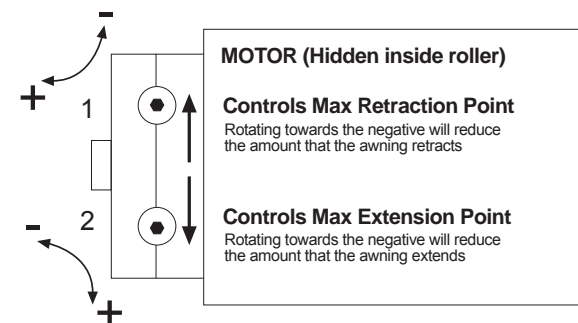 -
MOTOR (Hidden inside roller)
+
1
Controls Max Retraction Point
Rotating towards the negative will reduce
the amount that the awning retracts
-
2
Controls Max Extension Point
Rotating towards the negative will reduce
the amount that the awning extends
+